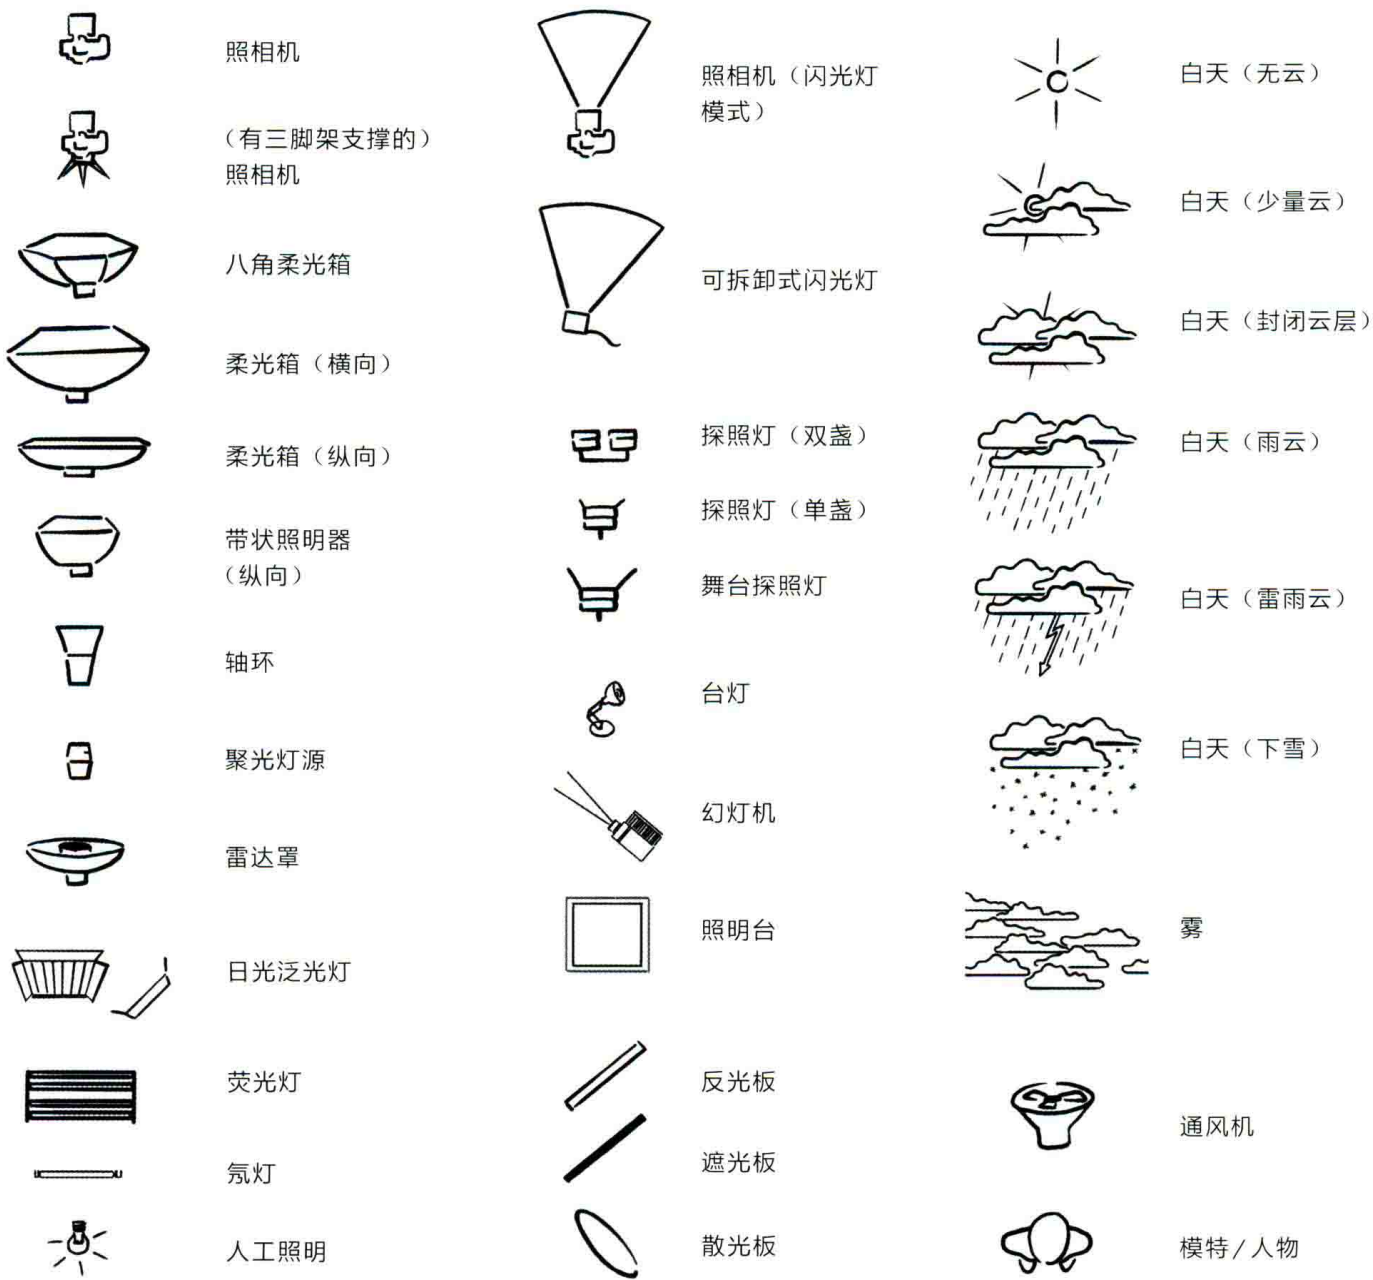 照相机
（有三脚架支撑的）
照相机
八角柔光箱
柔光箱（横向）
柔光箱（纵向）
带状照明器
（纵向）
轴环
聚光灯源
雷达罩
日光泛光灯
荧光灯
氖灯
人工照明
照相机（闪光灯
模式）
可拆卸式闪光灯
探照灯（双盏）
探照灯（单盏）
舞台探照灯
台灯
幻灯机
照明台
反光板
遮光板
散光板
白天（无云）
白天（少量云）
白天（封闭云层）
白天（雨云）
白天（雷雨云）
白天（下雪）
雾
通风机
模特/人物